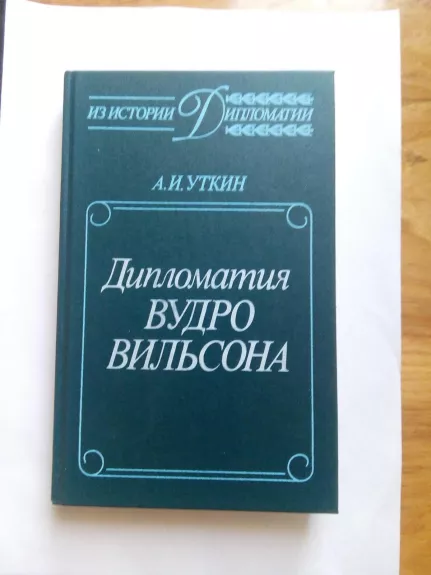 ИЗ ИСТОРИИ ДИПЛОМАТИИ
А.И.УТКИН
Дипломатия
ВУДРО
ВИЛЬСОНА